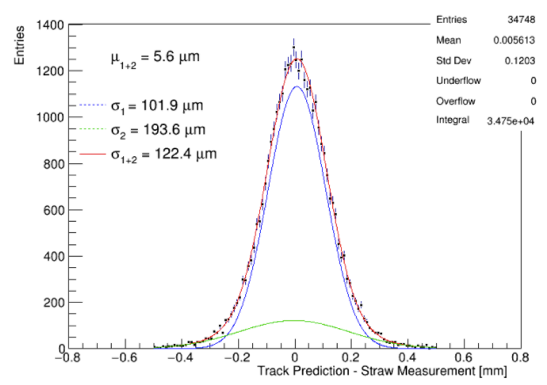 Entries 34748
Mean 0.005613
Std Dev 0.1203
Underflow 0
Overflow 0
Integral 3.475e+04
Entries
1400
1200
1000
800
600
400
200
0
μ1+2 = 5.6 μm
σ1 = 101.9 μm
σ2 = 193.6 μm
σ1+2 = 122.4 μm
−0.8 −0.6 −0.4 −0.2 0 0.2 0.4 0.6 0.8
Track Prediction - Straw Measurement [mm]